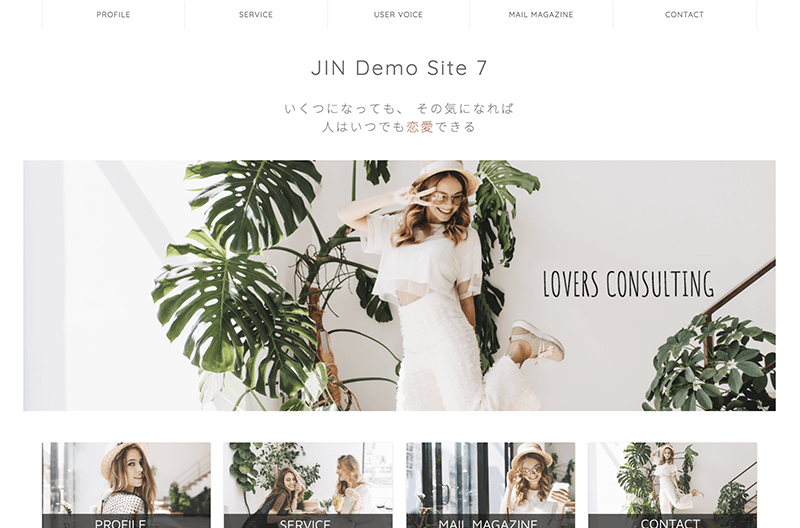 PROFILE
SERVICE
USER VOICE
MAIL MAGAZINE
CONTACT
JIN Demo Site 7
いくつになっても、 その気になれば
人はいつでも恋愛できる
LOVERS CONSULTING
PROFILE
SERVICE
MAIL MAGAZINE
CONTACT